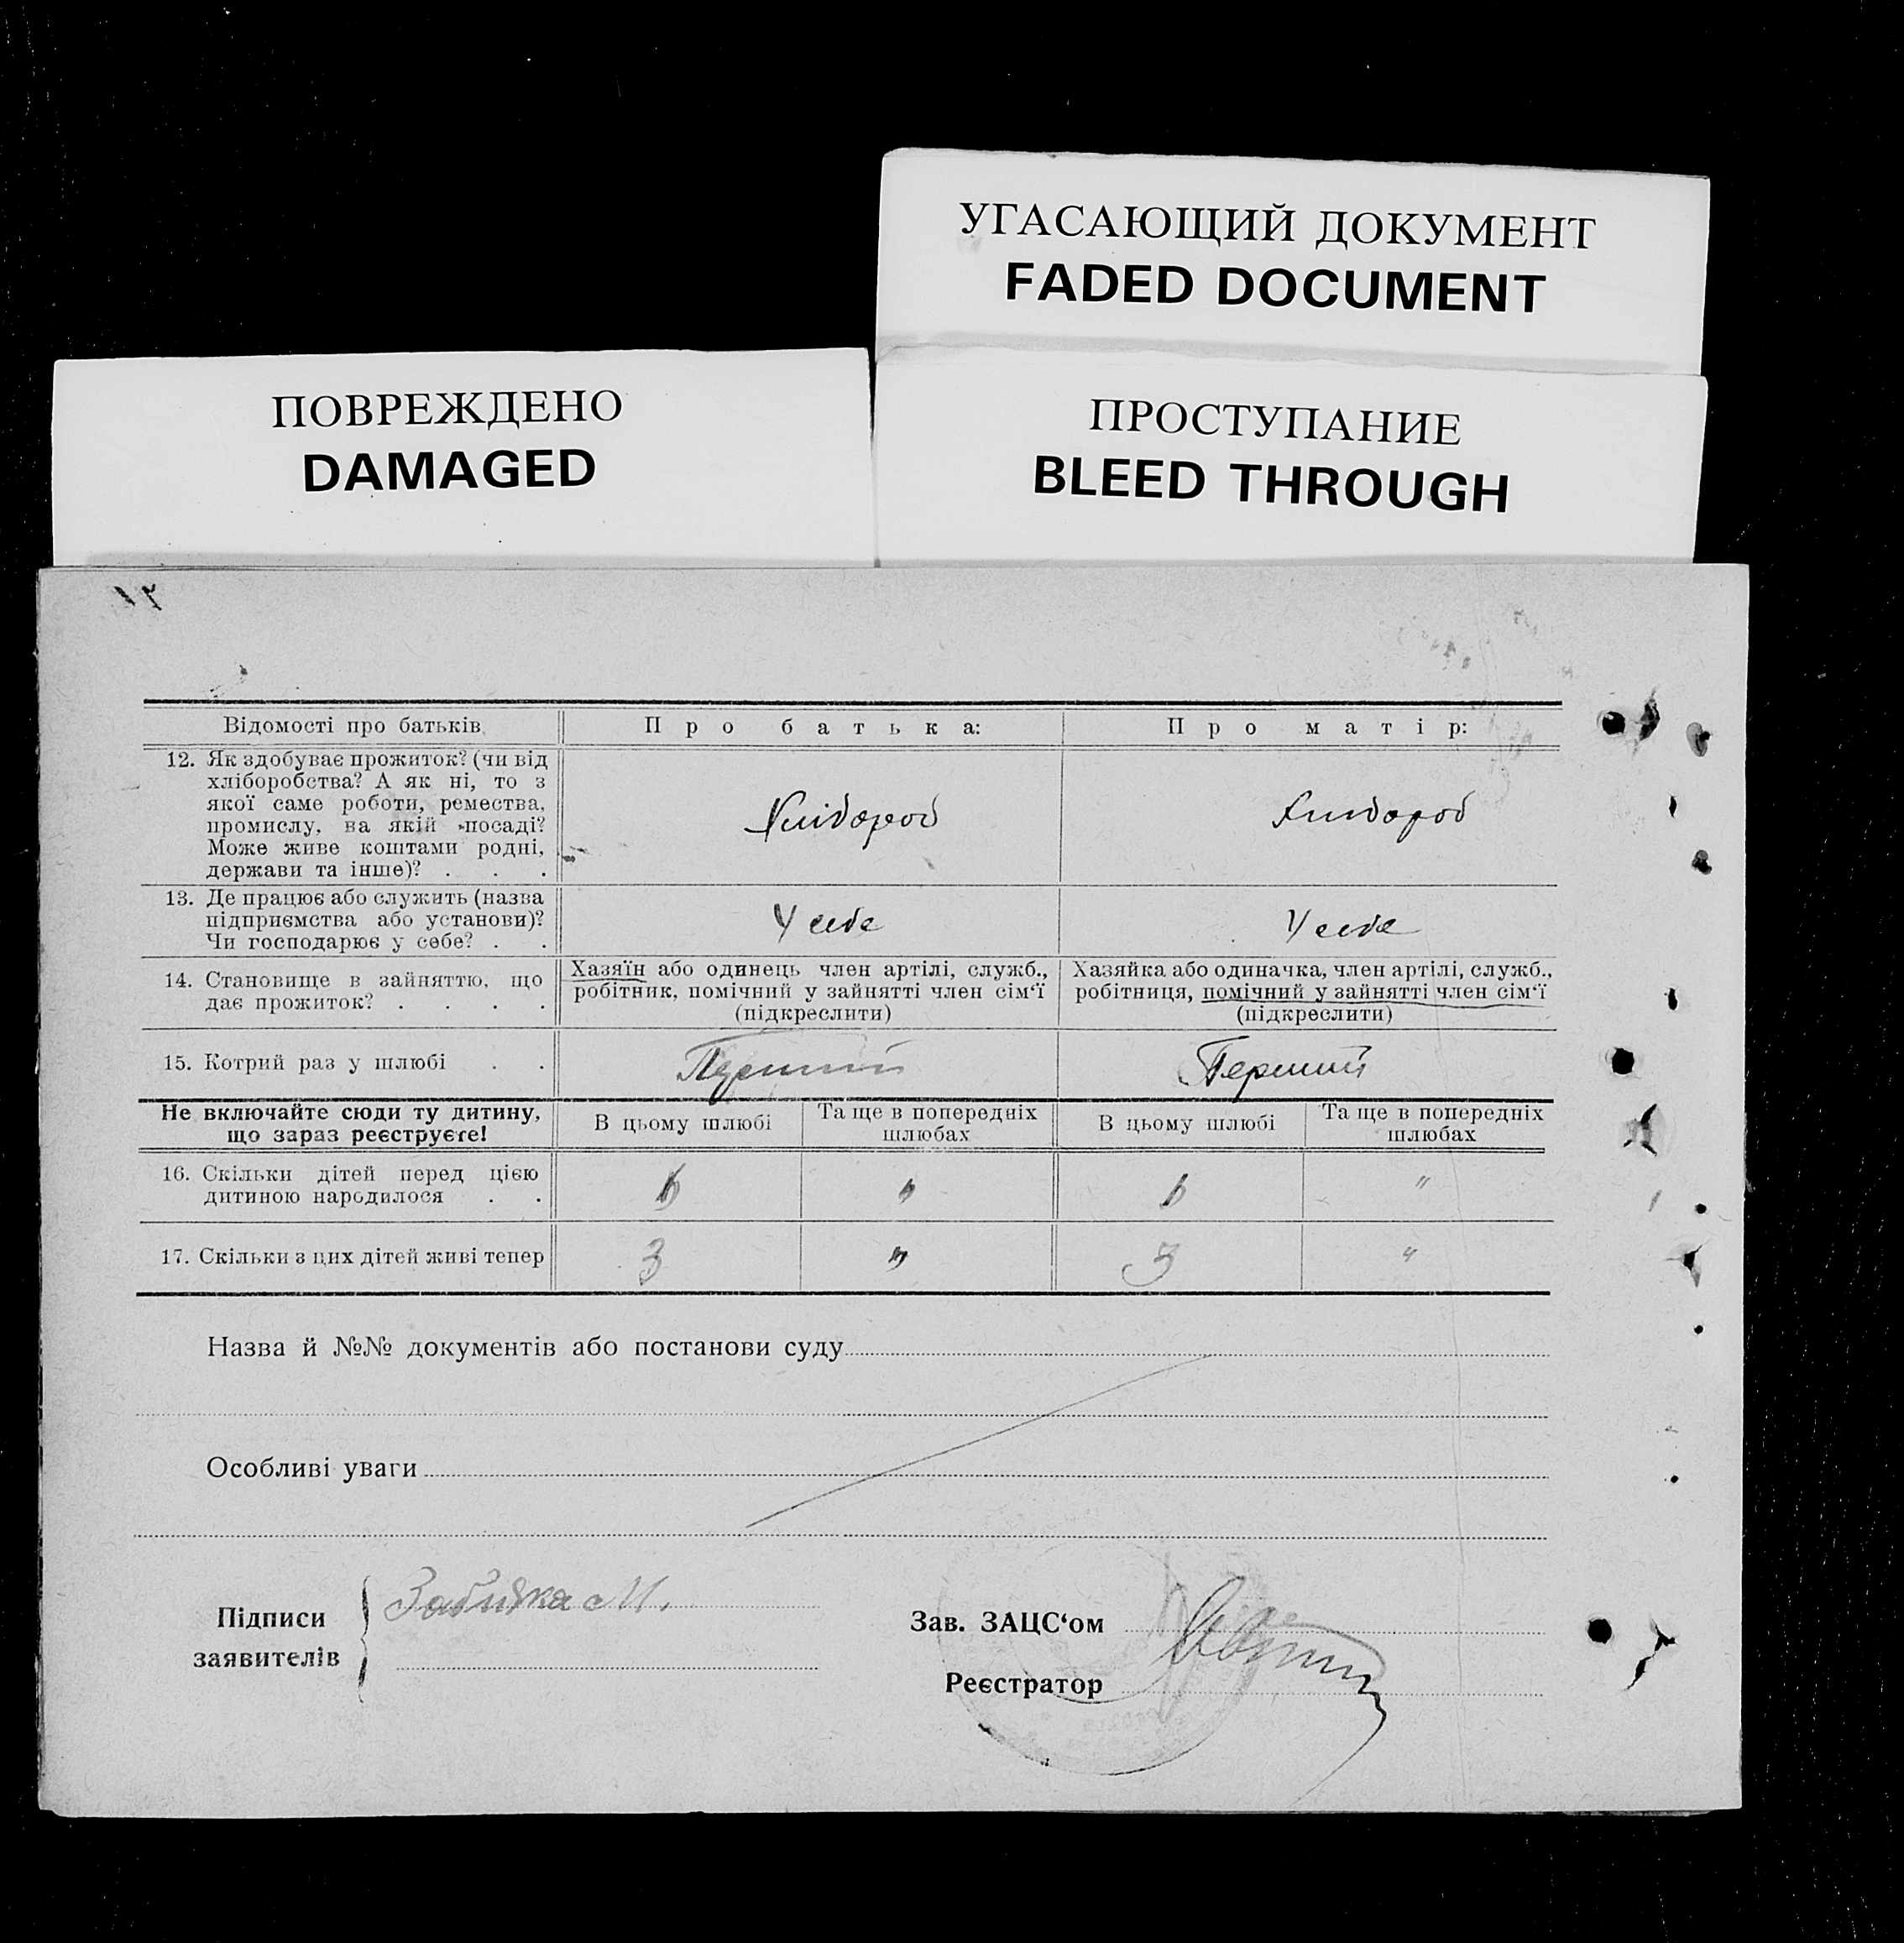 УГАСАЮЩИЙ ДОКУМЕНТ
FADED DOCUMENT
ПОВРЕЖДЕНО
DAMAGED
ПРОСТУПАНИЕ
BLEED THROUGH
Відомості про батьків
Про батька:
Про матір:
12. Як здобуває прожиток? (чи від
хліборобства? А як ні, то з
якої саме роботи, ремества,
промислу, на якій посаді?
Може живе коштами родні,
держави та інше)? . . .
Хлібороб
Хлибороб
13. Де працює або служить (назва
підприємства або установи)?
Чи господарює у себе? . .
У себе
У себе
14. Становище в зайняттю, що
дає прожиток? . . . .
Хазяїн або одинець член артілі, служб.,
робітник, помічний у зайнятті член сім'ї
(підкреслити)
Хазяйка або одиначка, член артілі, служб.,
робітниця, помічний у зайнятті член сім'ї
(підкреслити)
15. Котрий раз у шлюбі . .
Перший
Перший
Не включайте сюди ту дитину,
що зараз реєструєте!
В цьому шлюбі
Та ще в попередніх
шлюбах
В цьому шлюбі
Та ще в попередніх
шлюбах
16. Скільки дітей перед цією
дитиною народилося . .
"
"
17. Скільки з цих дітей живі тепер
3
"
3
"
Назва й №№ документів або постанови суду
Особливі уваги
Підписи
заявителів
Зав. ЗАЦС'ом
Реєстратор